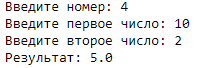 Введите номер: 4
Введите первое число: 10
Введите второе число: 2
Результат: 5.0